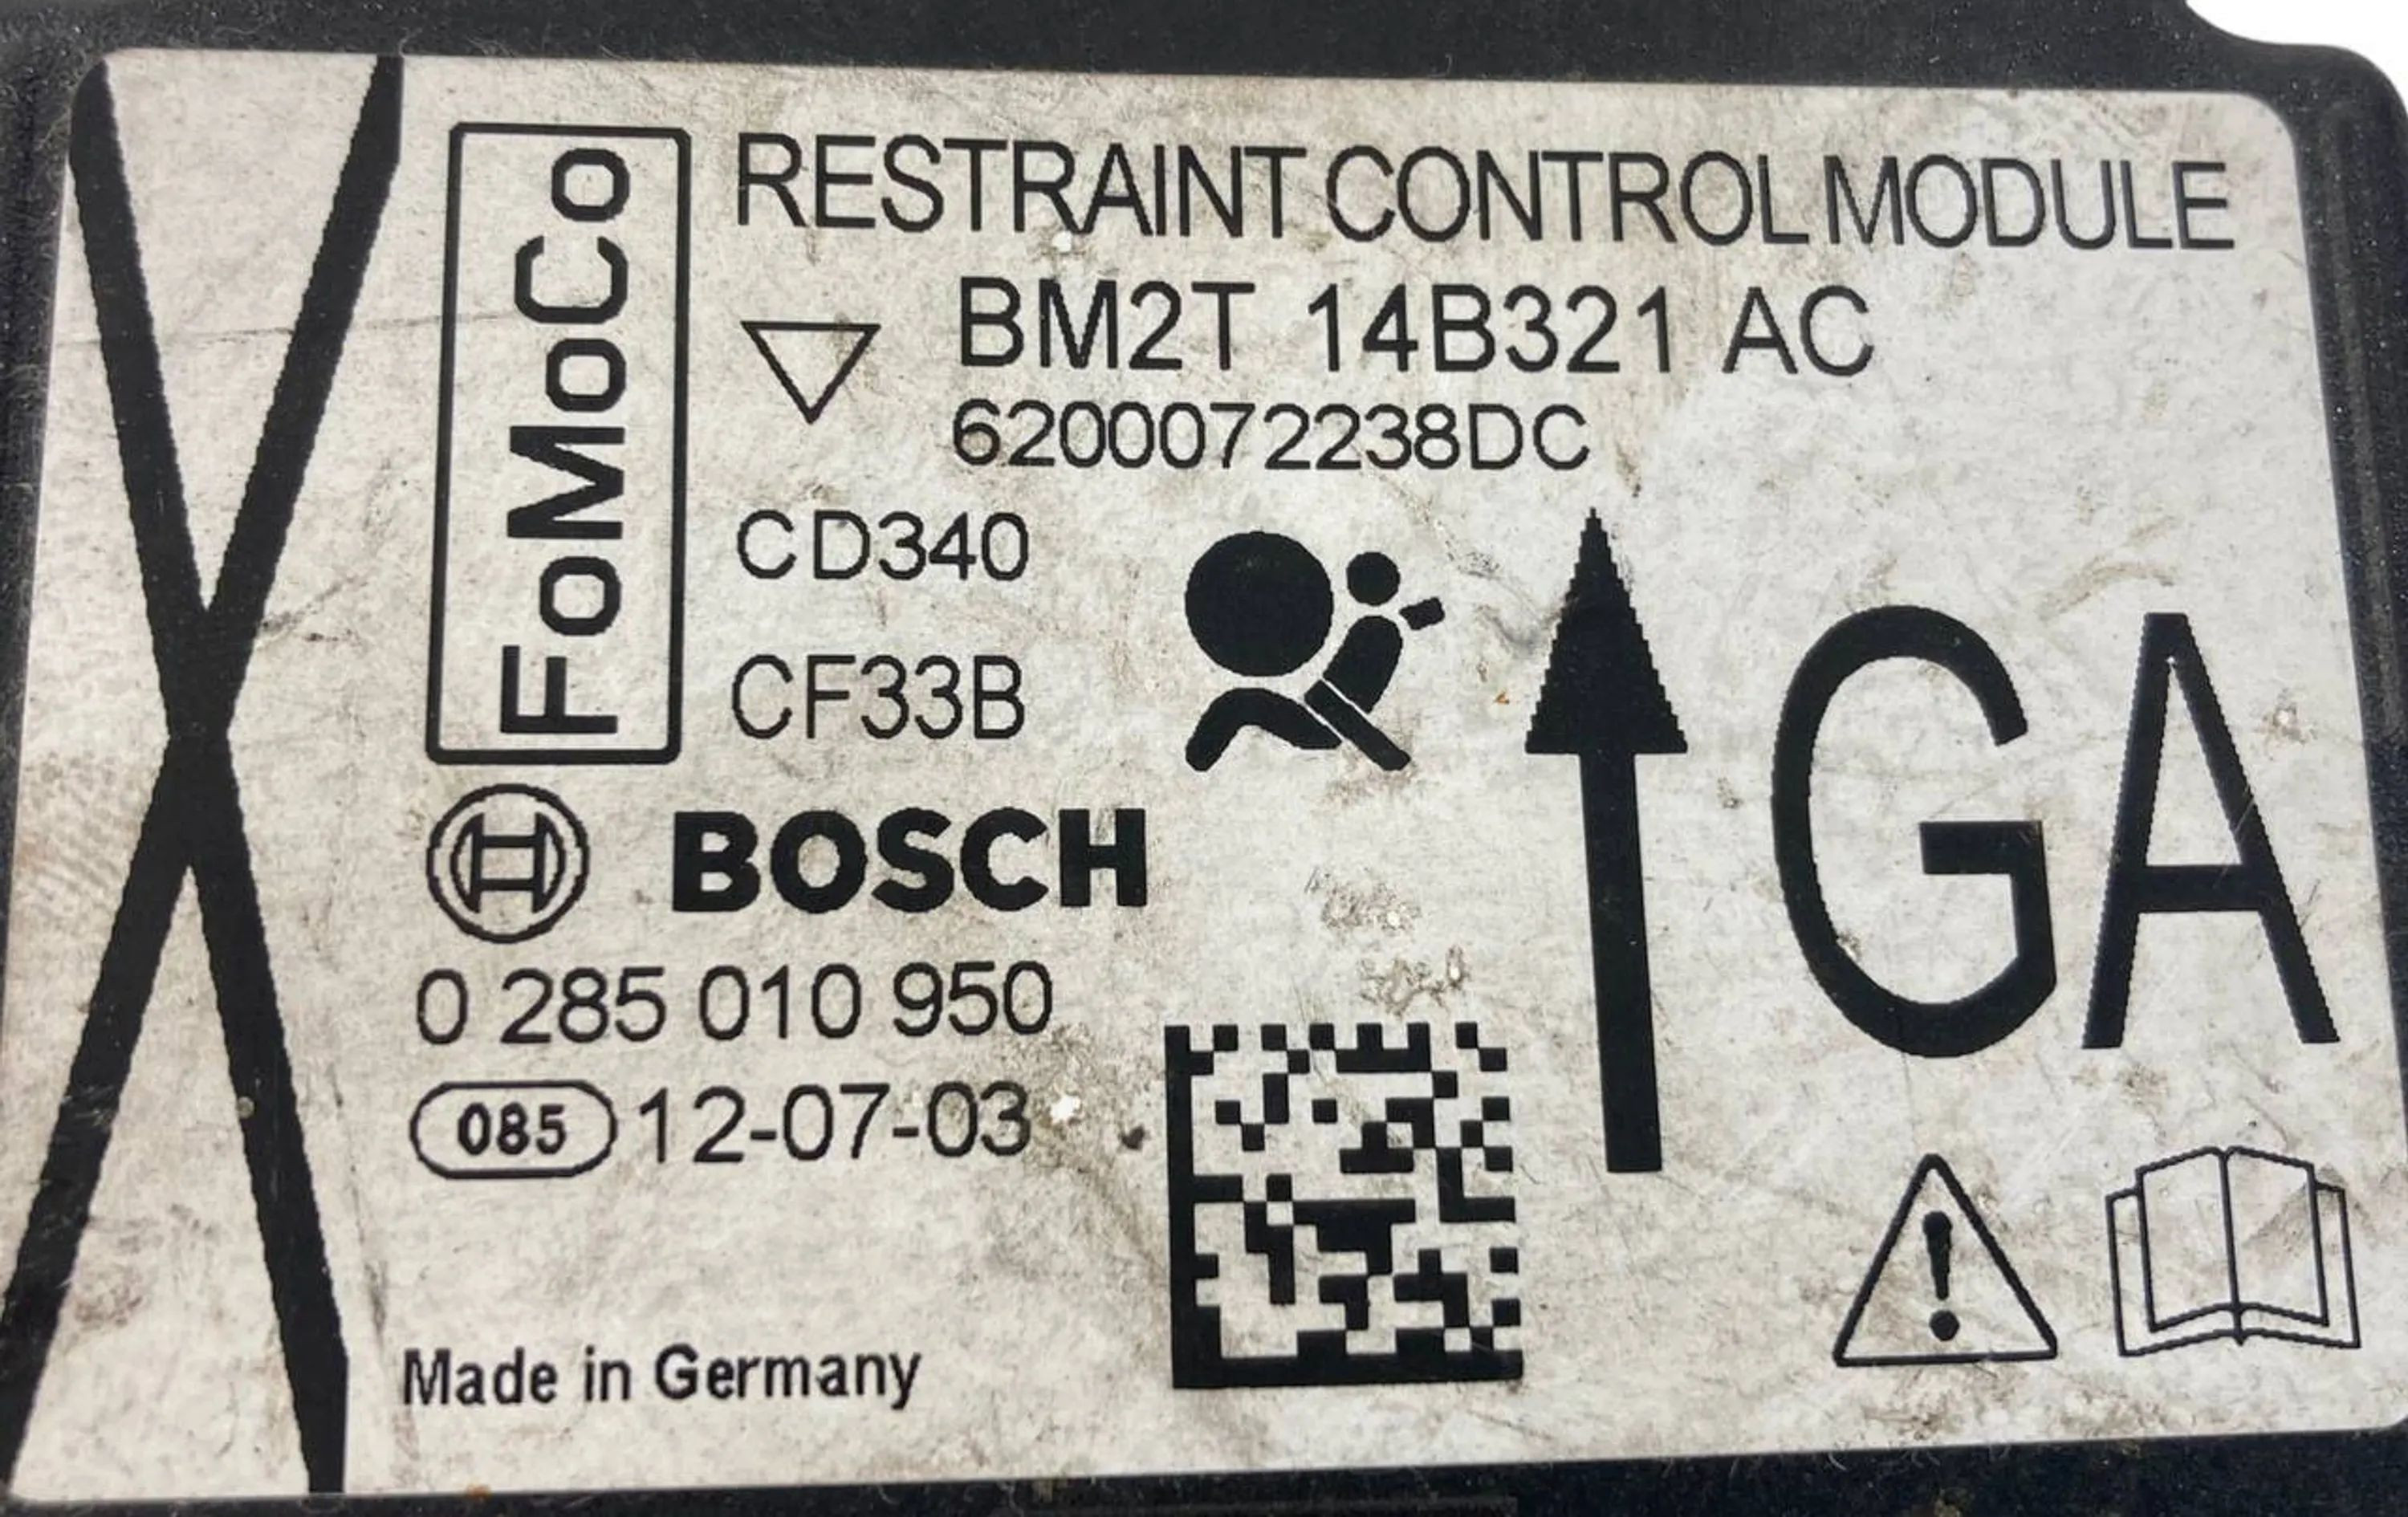 X
FoMoCo
RESTRAINT CONTROL MODULE
BM2T 14B321 AC
6200072238DC
CD340
CF33B
GA
BOSCH
0 285 010 950
085 12-07-03
Made in Germany